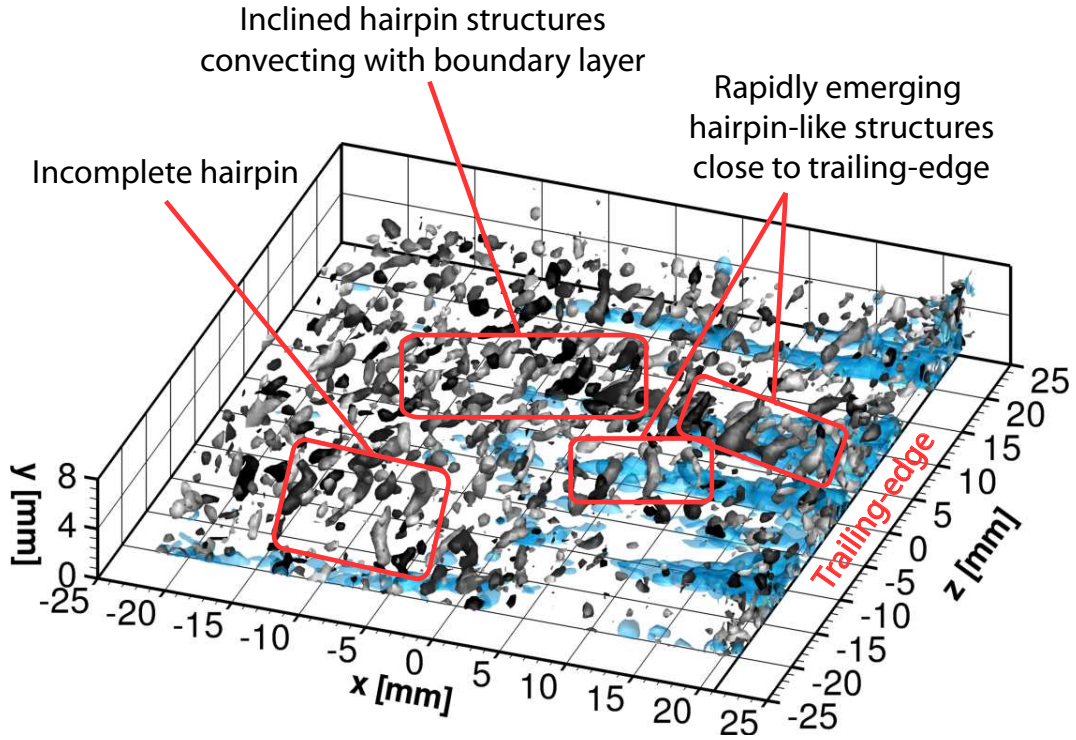 Inclined hairpin structures
convecting with boundary layer
Rapidly emerging
hairpin-like structures
close to trailing-edge
Incomplete hairpin
y [mm]
8
4
0
-25
-20
-15
-10
-5
0
5
10
15
20
25
x [mm]
-25
-20
-15
-10
-5
0
5
10
15
20
25
z [mm]
Trailing-edge